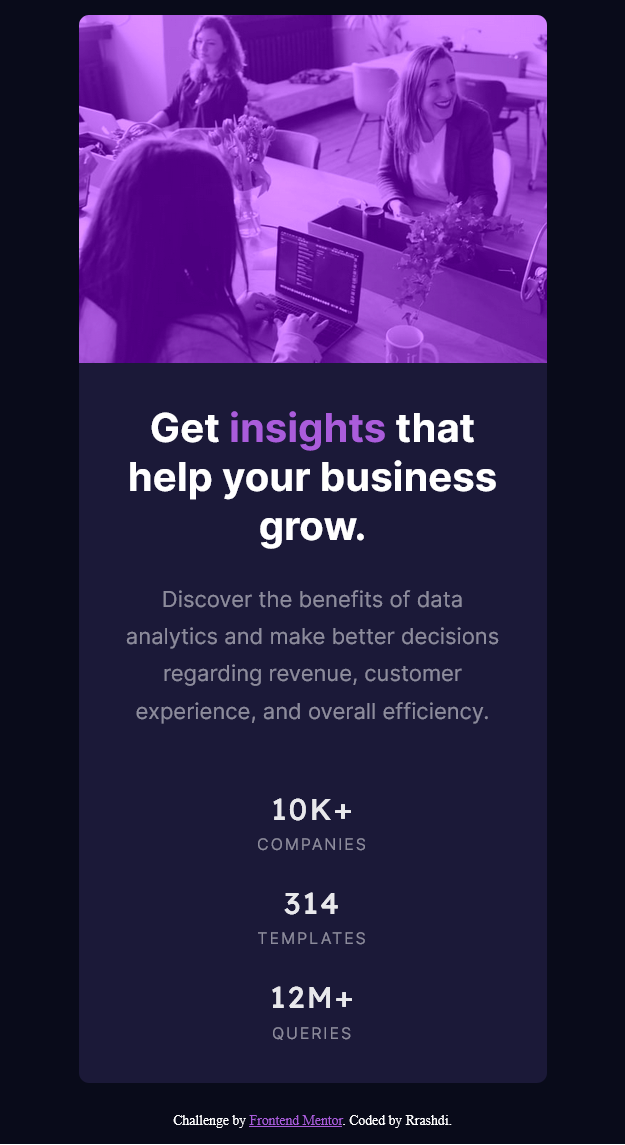 Get insights that
help your business
grow.
Discover the benefits of data
analytics and make better decisions
regarding revenue, customer
experience, and overall efficiency.
10K+
COMPANIES
314
TEMPLATES
12M+
QUERIES
Challenge by Frontend Mentor. Coded by Rrashdi.